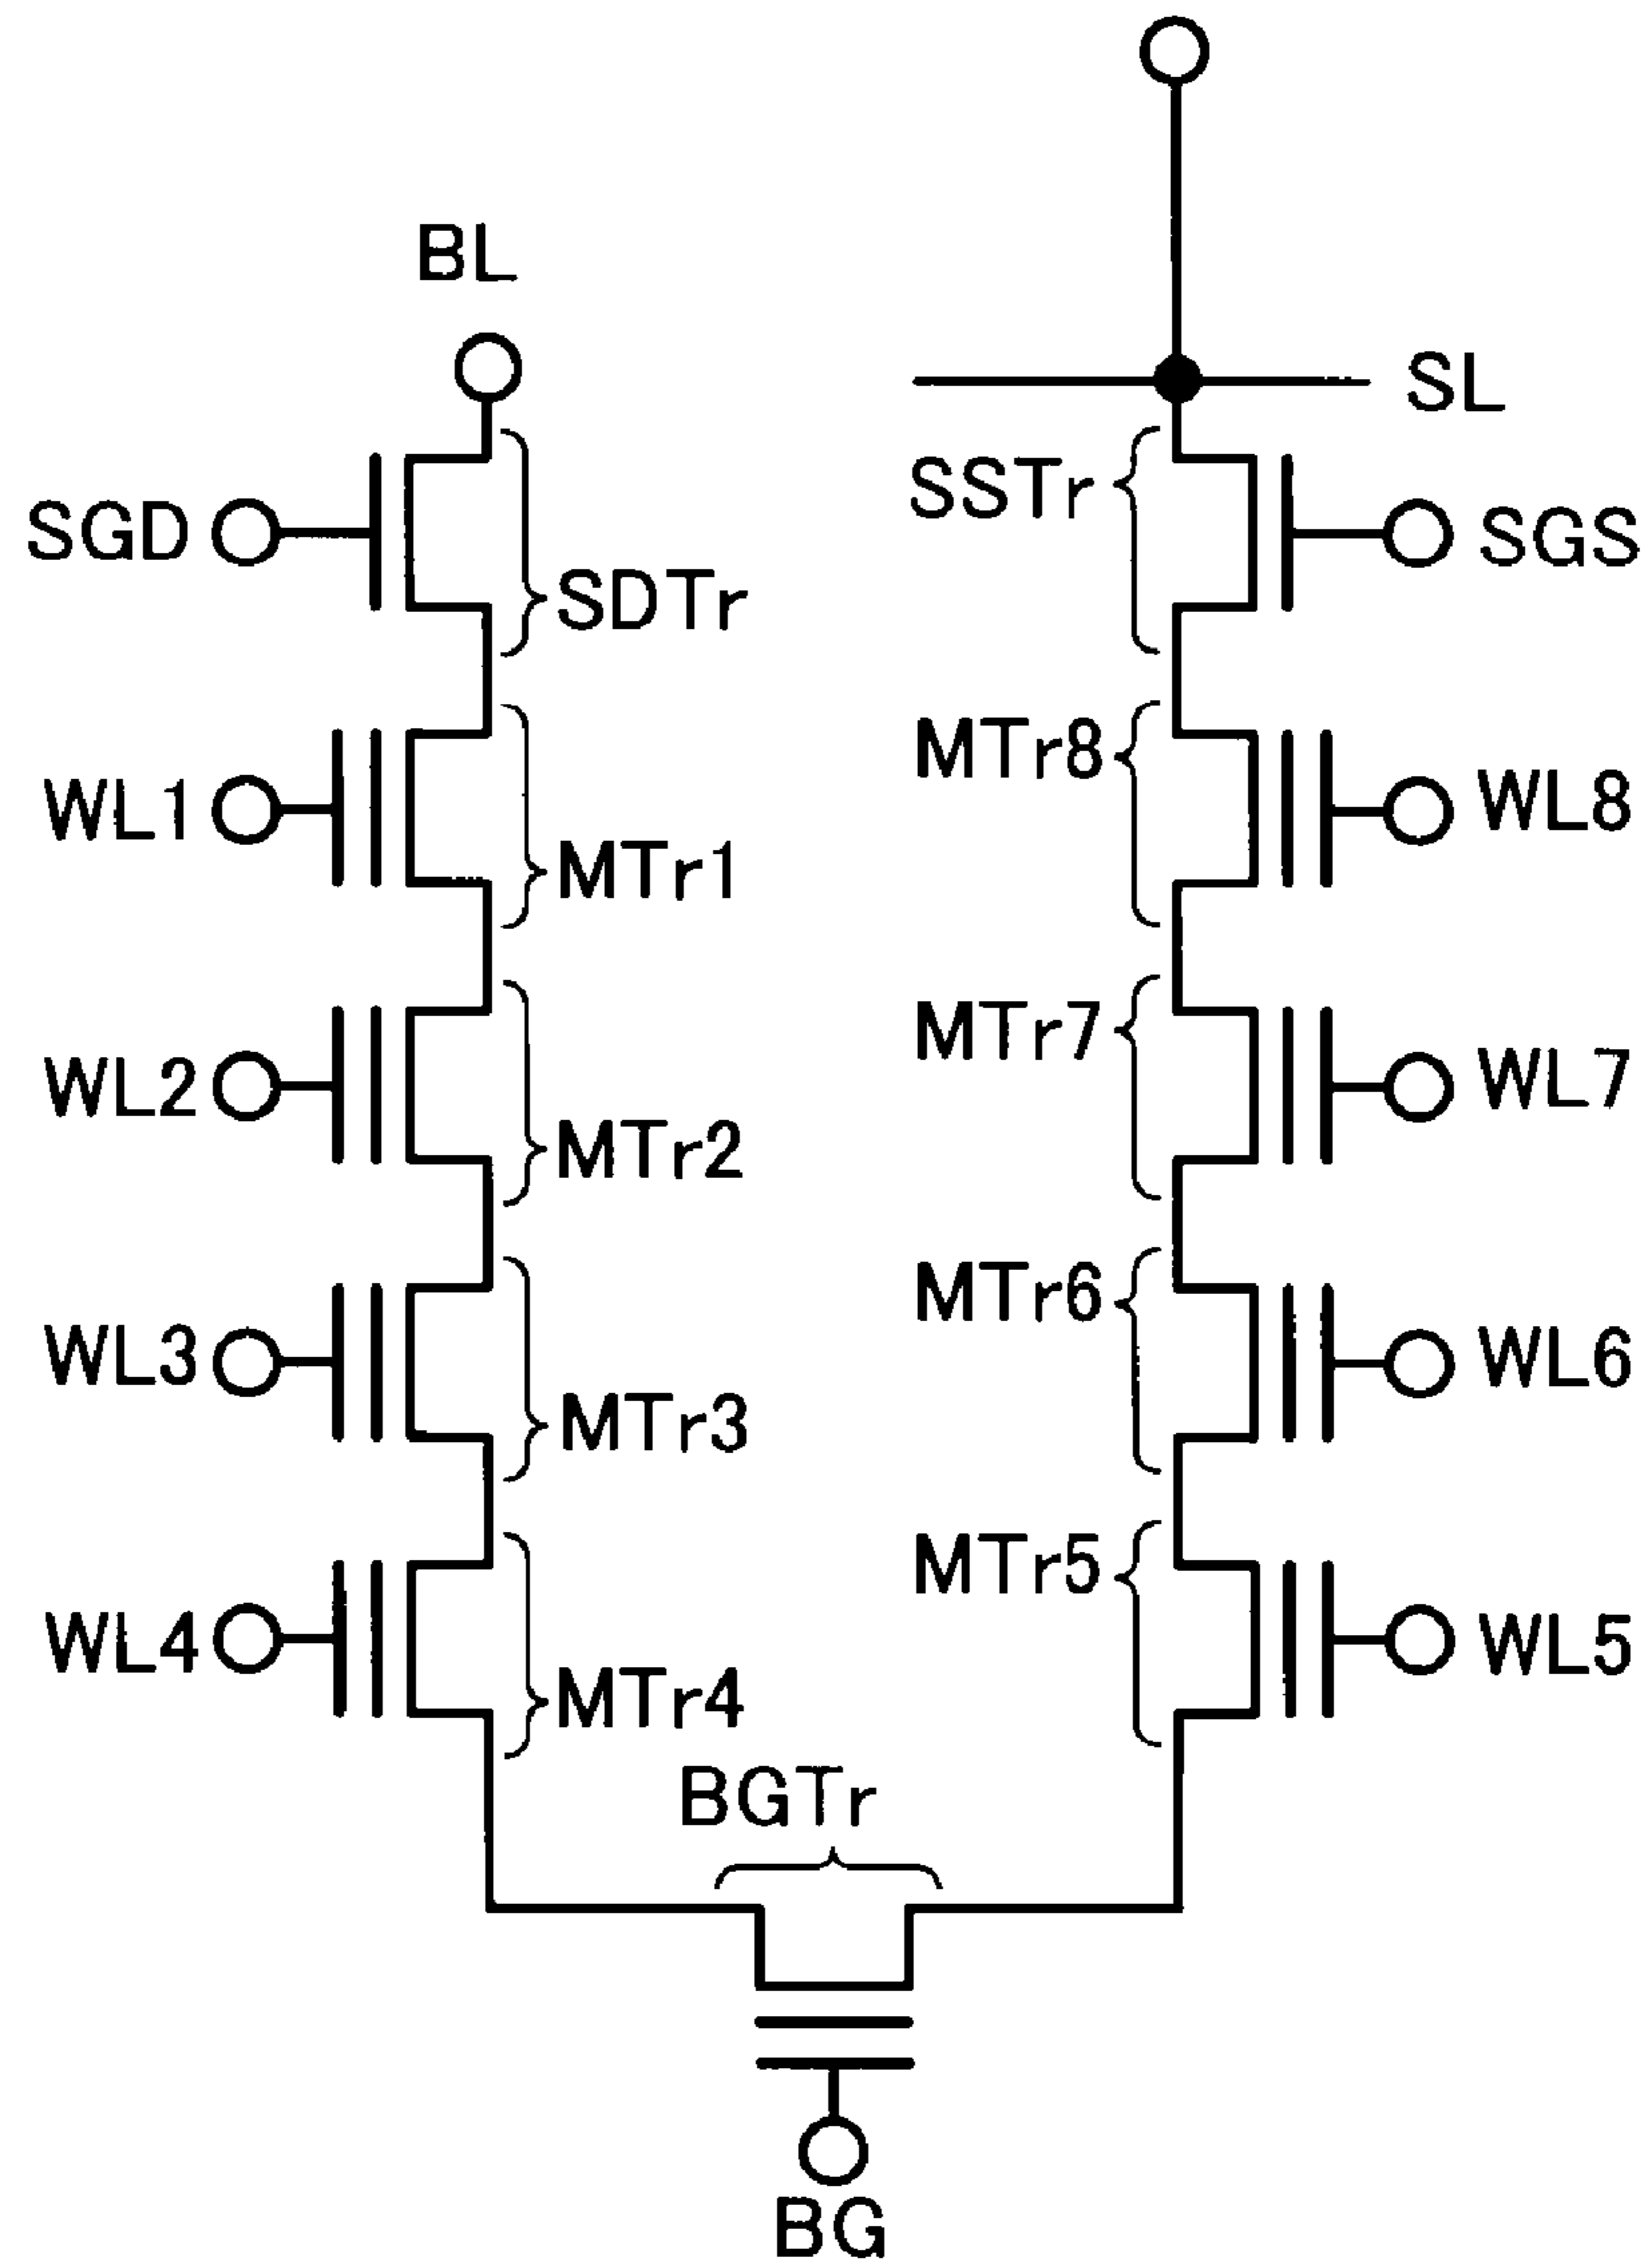 BL
SL
SGD
SDTr
SSTr
SGS
WL1
MTr1
MTr8
WL8
WL2
MTr2
MTr7
WL7
WL3
MTr3
MTr6
WL6
WL4
MTr4
MTr5
WL5
BGTr
BG